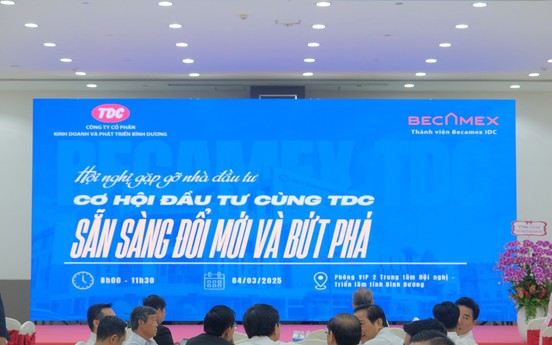 TDC
CÔNG TY CỔ PHẦN
KINH DOANH VÀ PHÁT TRIỂN BÌNH DƯƠNG
BECAMEX
Thành viên Becamex IDC
BECAMEX TDC
Hội nghị gặp gỡ nhà đầu tư
CƠ HỘI ĐẦU TƯ CÙNG TDC
SẴN SÀNG ĐỔI MỚI VÀ BỨT PHÁ
8h00 - 11h30
04/03/2025
Phòng VIP 2 Trung tâm Hội nghị -
Triển lãm tỉnh Bình Dương